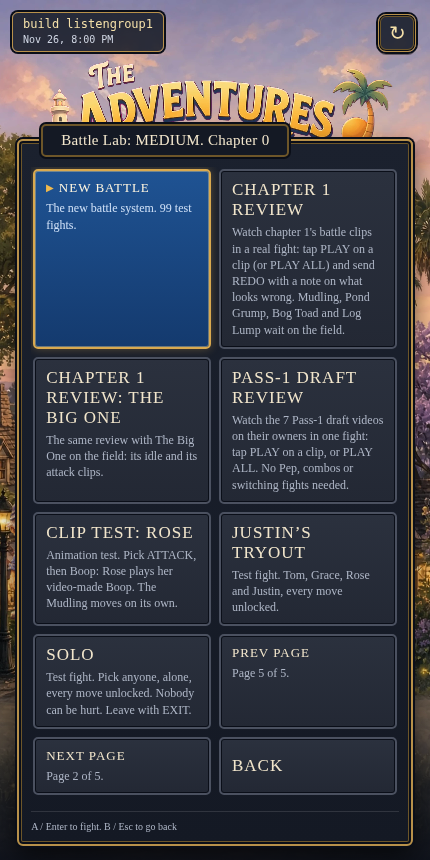 build listengroup1
Nov 26, 8:00 PM
↻
THE
ADVENTURES
Battle Lab: MEDIUM. Chapter 0
▶ NEW BATTLE
The new battle system. 99 test
fights.
CHAPTER 1
REVIEW
Watch chapter 1's battle clips
in a real fight: tap PLAY on a
clip (or PLAY ALL) and send
REDO with a note on what
looks wrong. Mudling, Pond
Grump, Bog Toad and Log
Lump wait on the field.
CHAPTER 1
REVIEW: THE
BIG ONE
The same review with The Big
One on the field: its idle and its
attack clips.
PASS-1 DRAFT
REVIEW
Watch the 7 Pass-1 draft videos
on their owners in one fight:
tap PLAY on a clip, or PLAY
ALL. No Pep, combos or
switching fights needed.
CLIP TEST: ROSE
Animation test. Pick ATTACK,
then Boop: Rose plays her
video-made Boop. The
Mudling moves on its own.
JUSTIN’S
TRYOUT
Test fight. Tom, Grace, Rose
and Justin, every move
unlocked.
SOLO
Test fight. Pick anyone, alone,
every move unlocked. Nobody
can be hurt. Leave with EXIT.
PREV PAGE
Page 5 of 5.
NEXT PAGE
Page 2 of 5.
BACK
A / Enter to fight. B / Esc to go back